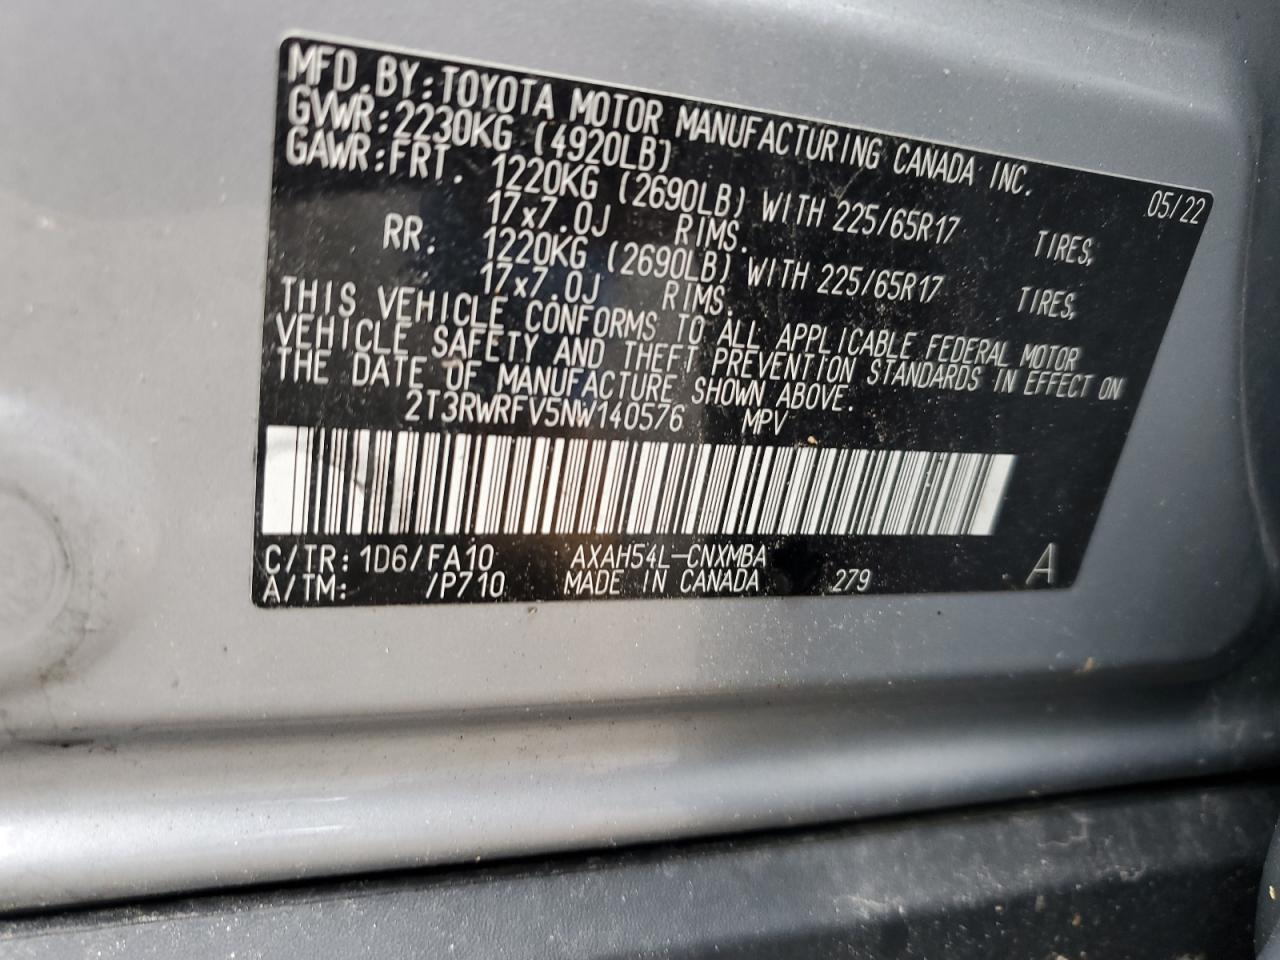 MFD.BY:TOYOTA MOTOR MANUFACTURING CANADA INC. 05/22
GVWR:2230KG (4920LB)
GAWR:FRT. 1220KG (2690LB) WITH 225/65R17 TIRES,
17x7.0J RIMS.
RR. 1220KG (2690LB) WITH 225/65R17 TIRES,
17x7.0J RIMS.
THIS VEHICLE CONFORMS TO ALL APPLICABLE FEDERAL MOTOR
VEHICLE SAFETY AND THEFT PREVENTION STANDARDS IN EFFECT ON
THE DATE OF MANUFACTURE SHOWN ABOVE.
2T3RWRFV5NW140576 MPV
C/TR:1D6/FA10 AXAH54L-CNXMBA
A/TM: /P710 MADE IN CANADA 279 A